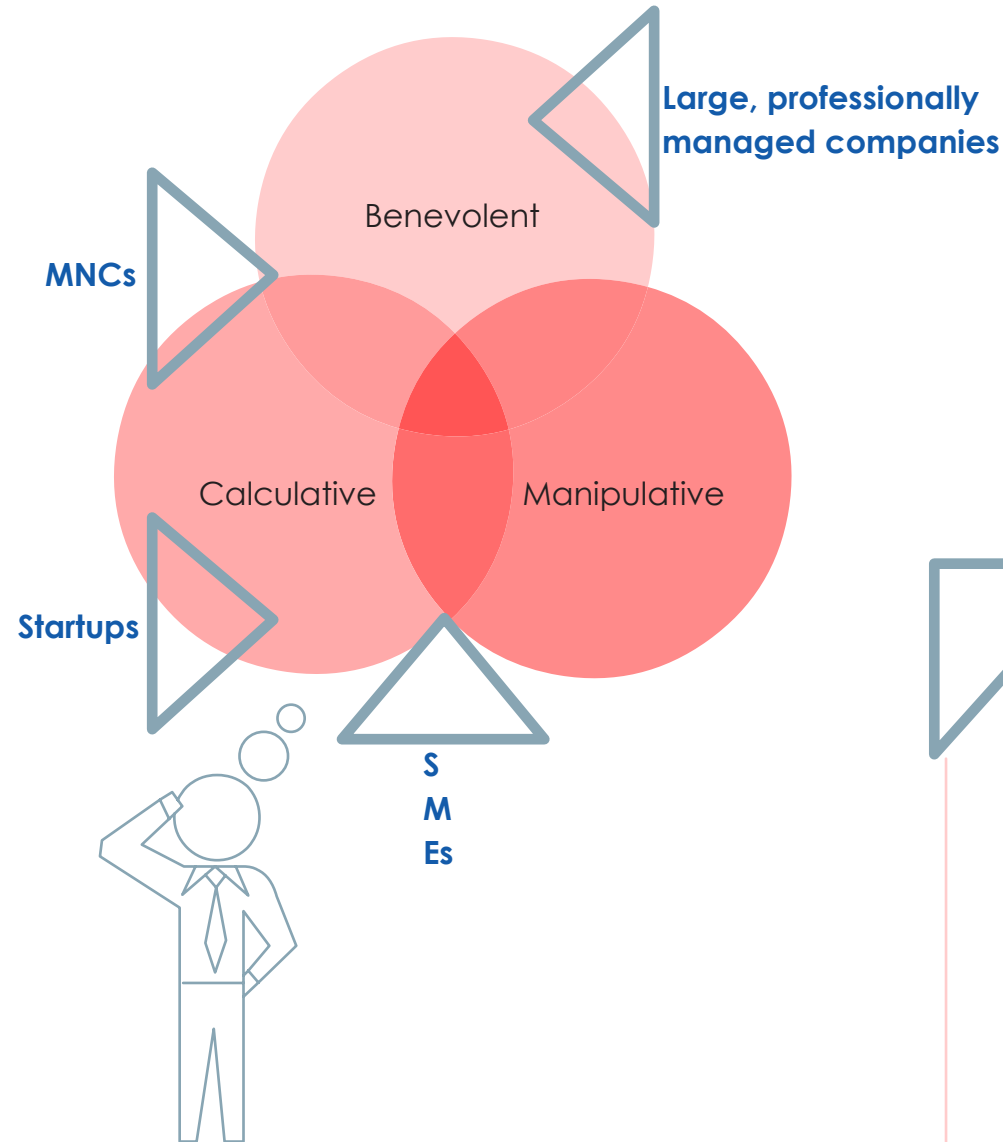 Large, professionally
managed companies
Benevolent
MNCs
Calculative
Manipulative
Startups
S
M
Es